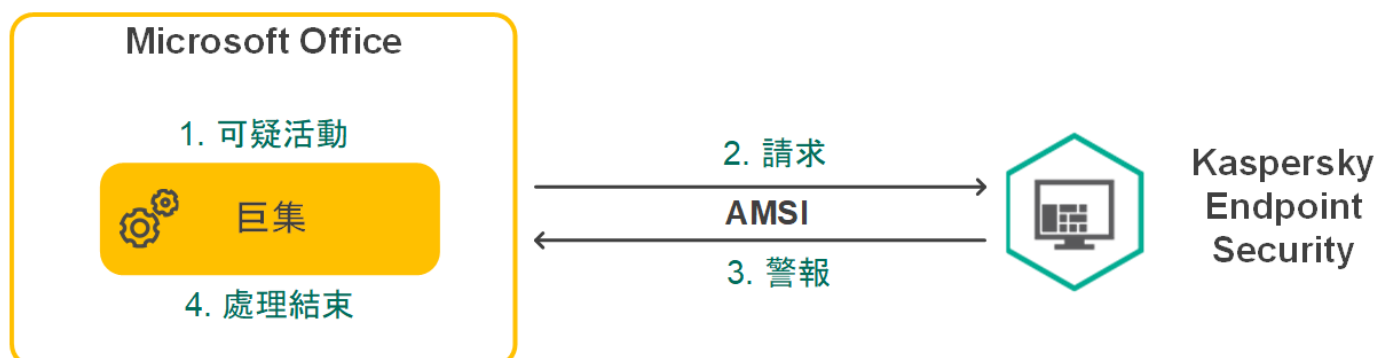 Microsoft Office
1. 可疑活動
巨集
4. 處理結束
2. 請求
AMSI
3. 警報
Kaspersky
Endpoint
Security